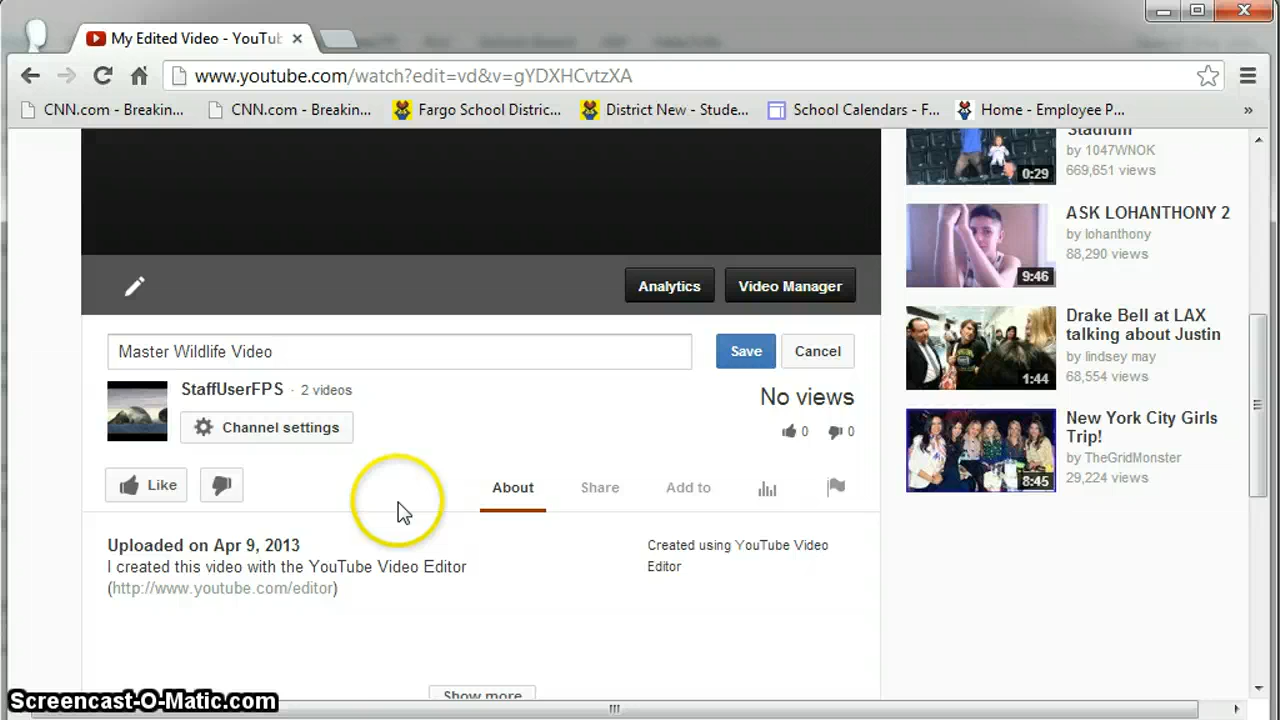 My Edited Video - YouTub
www.youtube.com/watch?edit=vd&v=gYDXHCvtzXA
CNN.com - Breakin... CNN.com - Breakin... Fargo School Distric... District New - Stude... School Calendars - F... Home - Employee P... »
Stadium
by 1047WNOK
669,651 views
0:29
ASK LOHANTHONY 2
by lohanthony
88,290 views
9:46
Analytics Video Manager
Drake Bell at LAX
talking about Justin
by lindsey may
68,554 views
1:44
Master Wildlife Video Save Cancel
StaffUserFPS · 2 videos
No views
Channel settings
0 0
New York City Girls
Trip!
by TheGridMonster
29,224 views
8:45
Like About Share Add to
Uploaded on Apr 9, 2013
I created this video with the YouTube Video Editor
(http://www.youtube.com/editor)
Created using YouTube Video
Editor
Show more
Screencast-O-Matic.com